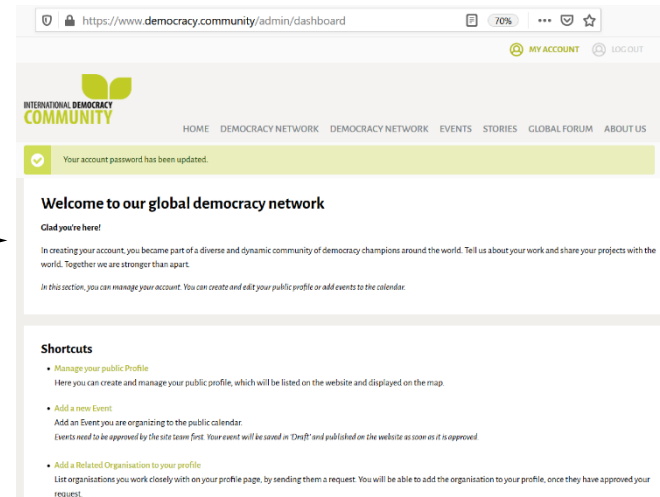 https://www.democracy.community/admin/dashboard
70%
MY ACCOUNT
LOG OUT
INTERNATIONAL DEMOCRACY
COMMUNITY
HOME DEMOCRACY NETWORK DEMOCRACY NETWORK EVENTS STORIES GLOBAL FORUM ABOUT US
Your account password has been updated.
Welcome to our global democracy network
Glad you're here!
In creating your account, you became part of a diverse and dynamic community of democracy champions around the world. Tell us about your work and share your projects with the
world. Together we are stronger than apart.
In this section, you can manage your account. You can create and edit your public profile or add events to the calendar.
Shortcuts
• Manage your public Profile
Here you can create and manage your public profile, which will be listed on the website and displayed on the map.
• Add a new Event
Add an Event you are organizing to the public calendar.
Events need to be approved by the site team first. Your event will be saved in 'Draft' and published on the website as soon as it is approved.
• Add a Related Organisation to your profile
List organisations you work closely with on your profile page, by sending them a request. You will be able to add the organisation to your profile, once they have approved your
request.